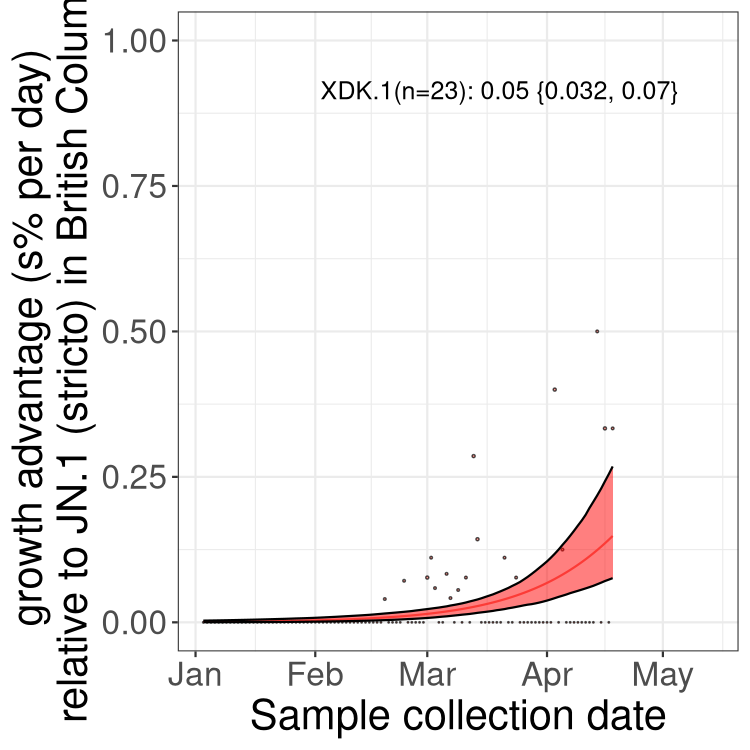 growth advantage (s% per day)
relative to JN.1 (stricto) in British Colum
1.00
0.75
0.50
0.25
0.00
XDK.1(n=23): 0.05 {0.032, 0.07}
Jan Feb Mar Apr May
Sample collection date